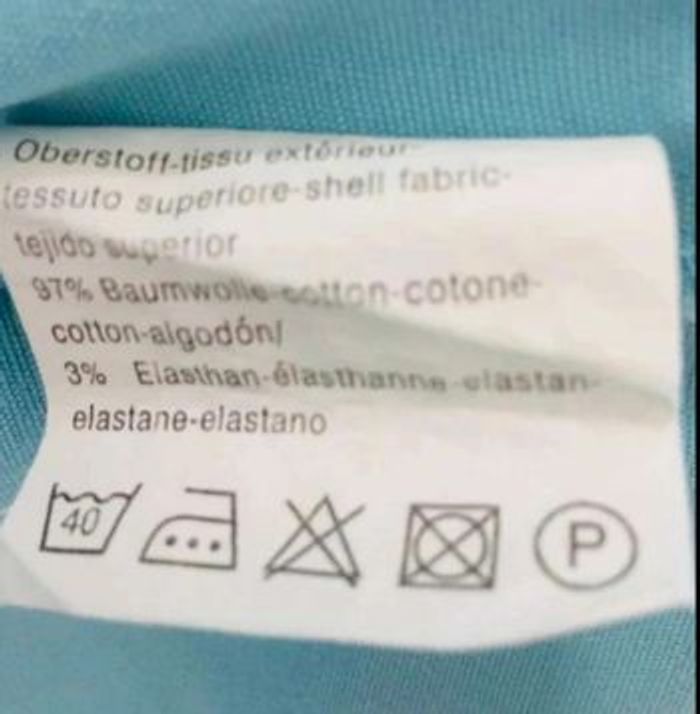 Oberstoff-tissu extérieur-
tessuto superiore-shell fabric-
tejido superior
97% Baumwolle-cotton-cotone-
cotton-algodón/
3% Elasthan-élasthanne-elastan-
elastane-elastano
40
P